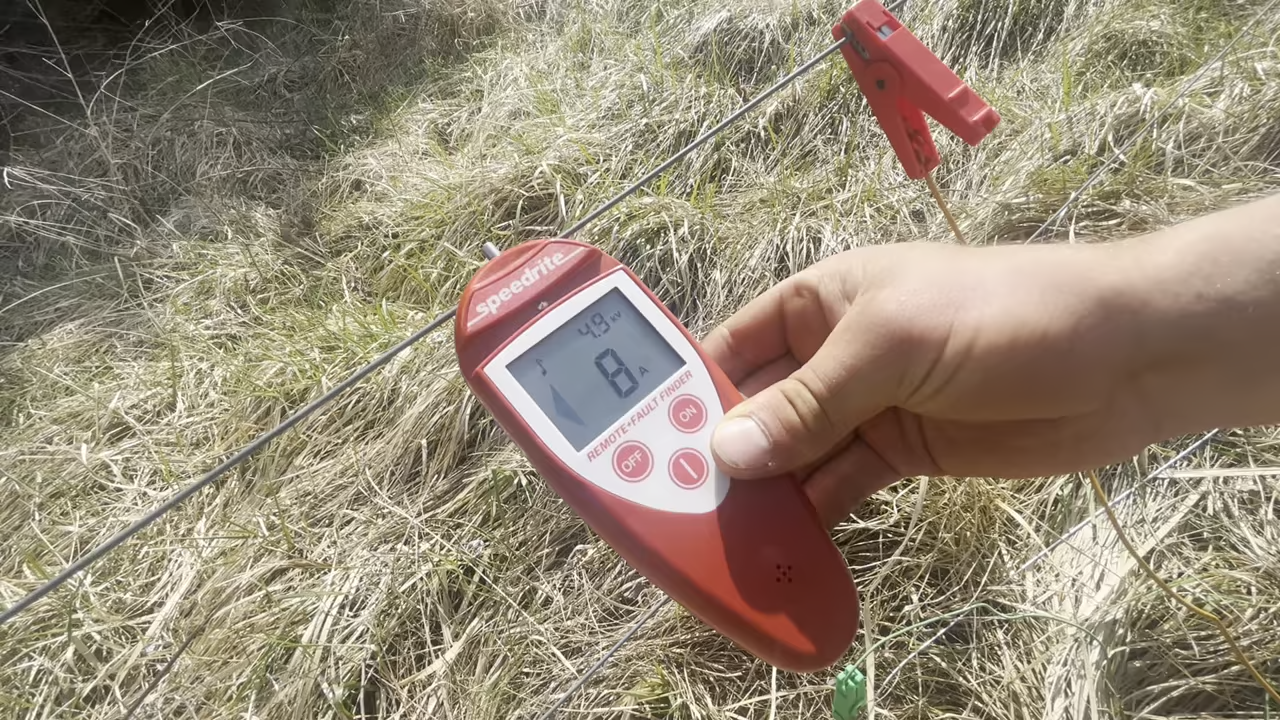 speedrite
4.9 kV
8 A
REMOTE+FAULT FINDER
ON
OFF
I